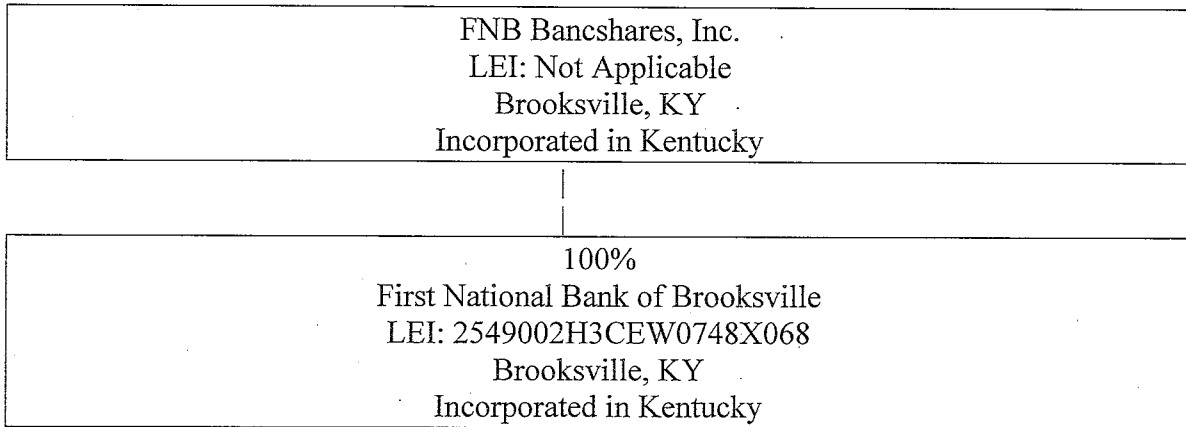 FNB Bancshares, Inc.
LEI: Not Applicable
Brooksville, KY
Incorporated in Kentucky
100%
First National Bank of Brooksville
LEI: 2549002H3CEW0748X068
Brooksville, KY
Incorporated in Kentucky